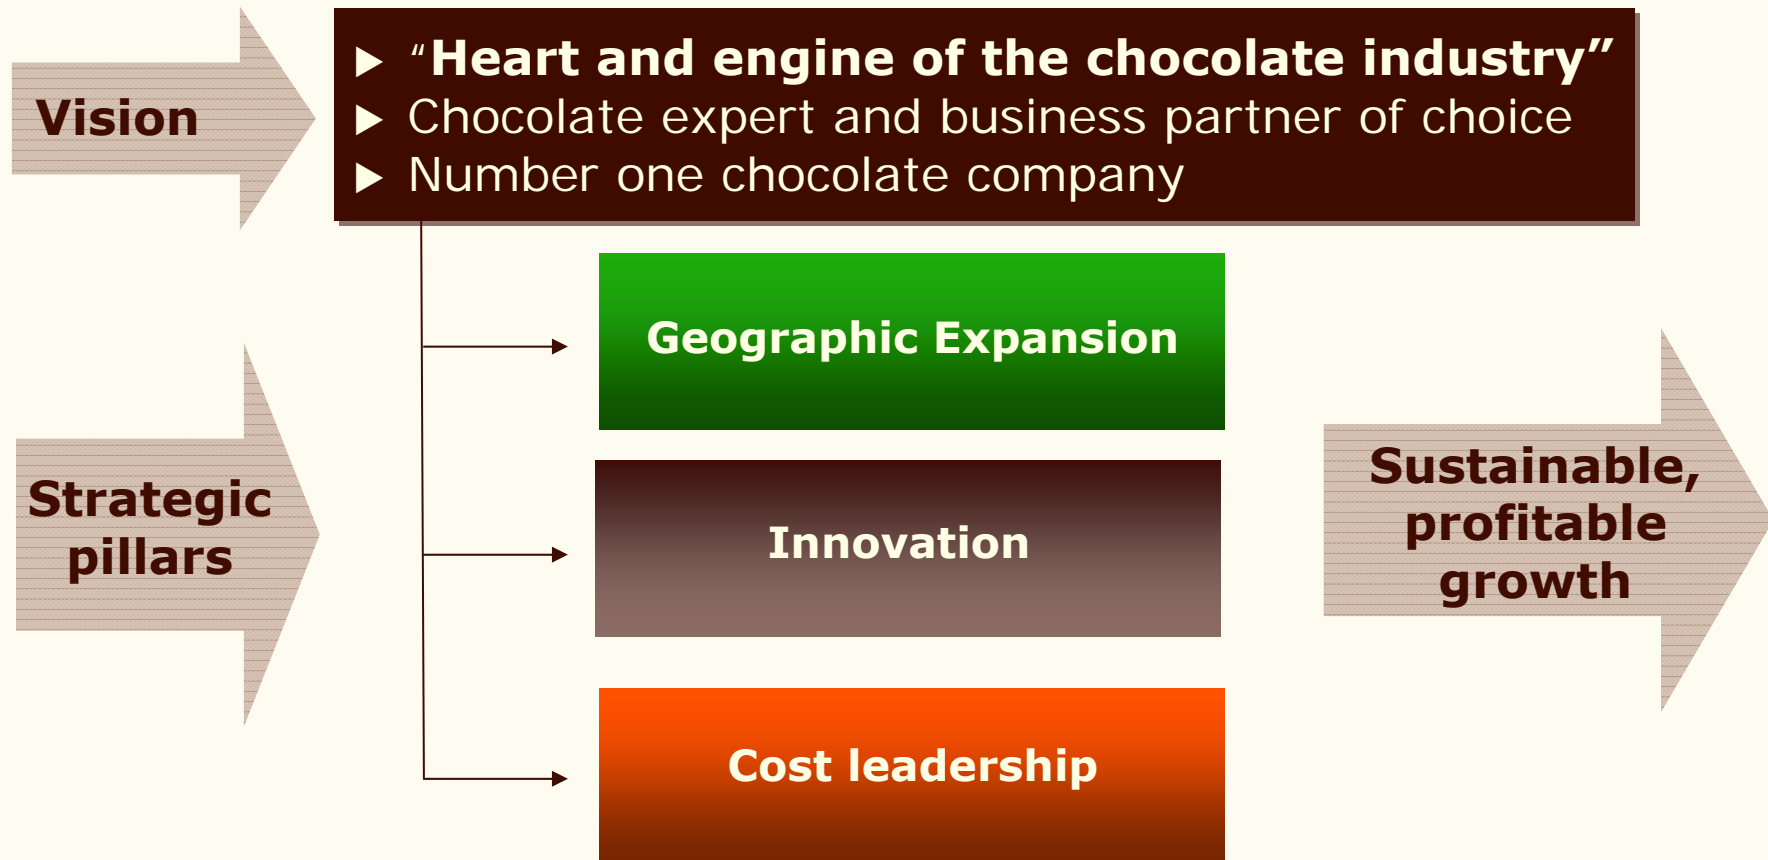 Vision
▶ “Heart and engine of the chocolate industry”
▶ Chocolate expert and business partner of choice
▶ Number one chocolate company
Strategic
pillars
Geographic Expansion
Innovation
Cost leadership
Sustainable,
profitable
growth